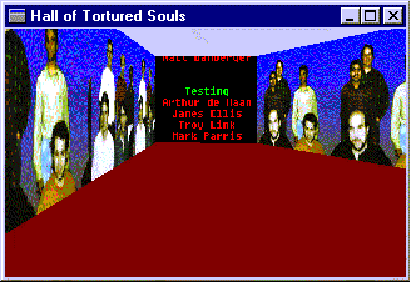 Hall of Tortured Souls
Testing
Arthur de Haan
James Ellis
Troy Link
Mark Parris